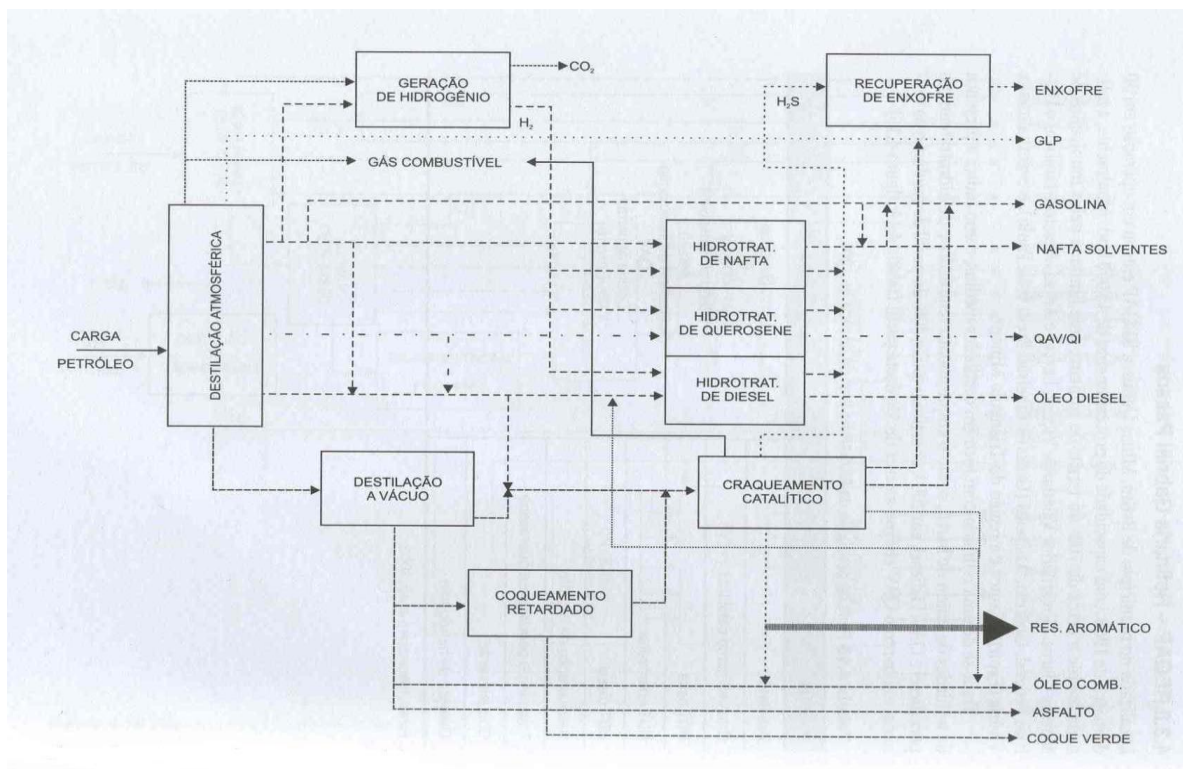 GERAÇÃO
DE HIDROGÊNIO
CO₂
H₂
RECUPERAÇÃO
DE ENXOFRE
H₂S
ENXOFRE
GLP
GÁS COMBUSTÍVEL
GASOLINA
DESTILAÇÃO ATMOSFÉRICA
HIDROTRAT.
DE NAFTA
NAFTA SOLVENTES
CARGA
PETRÓLEO
HIDROTRAT.
DE QUEROSENE
QAV/QI
HIDROTRAT.
DE DIESEL
ÓLEO DIESEL
DESTILAÇÃO
A VÁCUO
CRAQUEAMENTO
CATALÍTICO
COQUEAMENTO
RETARDADO
RES. AROMÁTICO
ÓLEO COMB.
ASFALTO
COQUE VERDE